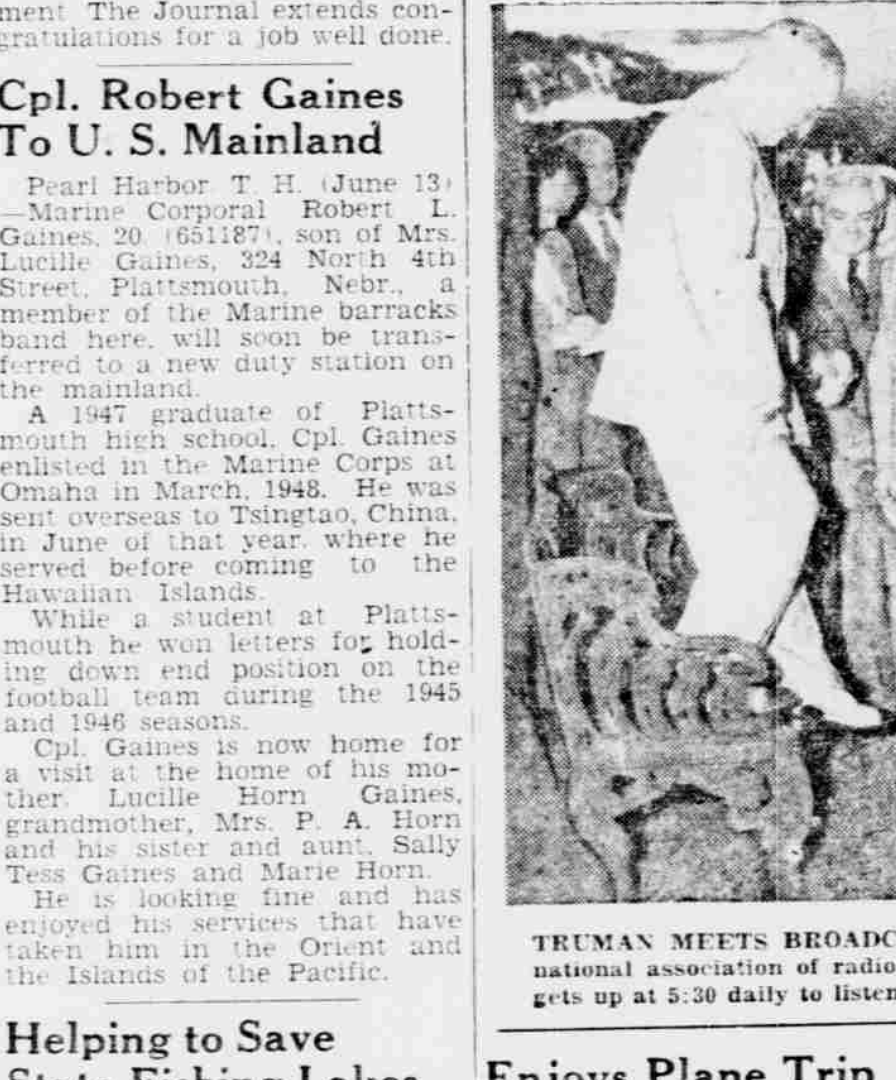 ment The Journal extends con-
gratulations for a job well done.
Cpl. Robert Gaines
To U. S. Mainland
Pearl Harbor T. H. (June 13)
—Marine Corporal Robert L.
Gaines, 20 (651187), son of Mrs.
Lucille Gaines, 324 North 4th
Street, Plattsmouth, Nebr., a
member of the Marine barracks
band here, will soon be trans-
ferred to a new duty station on
the mainland.
A 1947 graduate of Platts-
mouth high school, Cpl. Gaines
enlisted in the Marine Corps at
Omaha in March, 1948. He was
sent overseas to Tsingtao, China,
in June of that year, where he
served before coming to the
Hawaiian Islands.
While a student at Platts-
mouth he won letters for hold-
ing down end position on the
football team during the 1945
and 1946 seasons.
Cpl. Gaines is now home for
a visit at the home of his mo-
ther, Lucille Horn Gaines,
grandmother, Mrs. P. A. Horn
and his sister and aunt, Sally
Tess Gaines and Marie Horn.
He is looking fine and has
enjoyed his services that have
taken him in the Orient and
the Islands of the Pacific.
Helping to Save
State Fishing Lakes
TRUMAN MEETS BROADC
national association of radio
gets up at 5:30 daily to listen
Enjoys Plane Trip